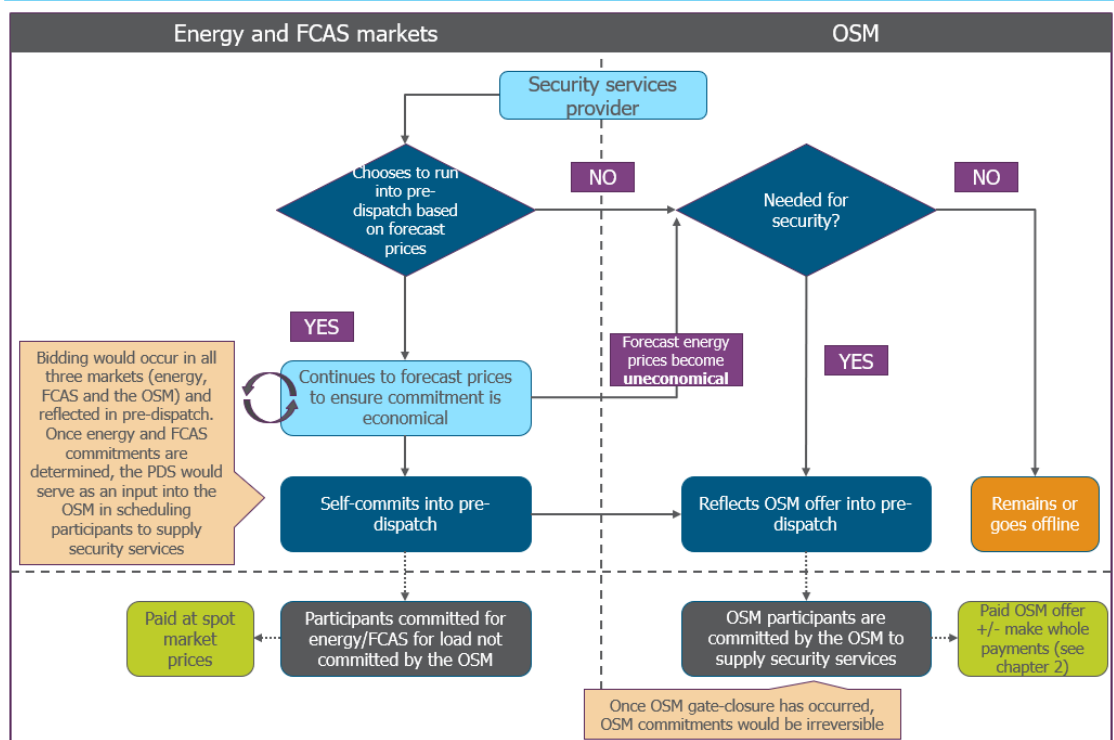 Energy and FCAS markets
OSM
Security services
provider
Chooses to run
into pre-
dispatch based
on forecast
prices
NO
Needed for
security?
NO
YES
Forecast energy
prices become
uneconomical
YES
Bidding would occur in all
three markets (energy,
FCAS and the OSM) and
reflected in pre-dispatch.
Once energy and FCAS
commitments are
determined, the PDS would
serve as an input into the
OSM in scheduling
participants to supply
security services
Continues to forecast prices
to ensure commitment is
economical
Self-commits into pre-
dispatch
Reflects OSM offer into pre-
dispatch
Remains or
goes offline
Paid at spot
market
prices
Participants committed for
energy/FCAS for load not
committed by the OSM
OSM participants are
committed by the OSM to
supply security services
Paid OSM offer
+/- make whole
payments (see
chapter 2)
Once OSM gate-closure has occurred,
OSM commitments would be irreversible